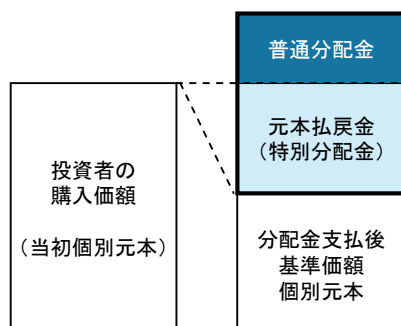 普通分配金
元本払戻金
（特別分配金）
投資者の
購入価額
（当初個別元本）
分配金支払後
基準価額
個別元本